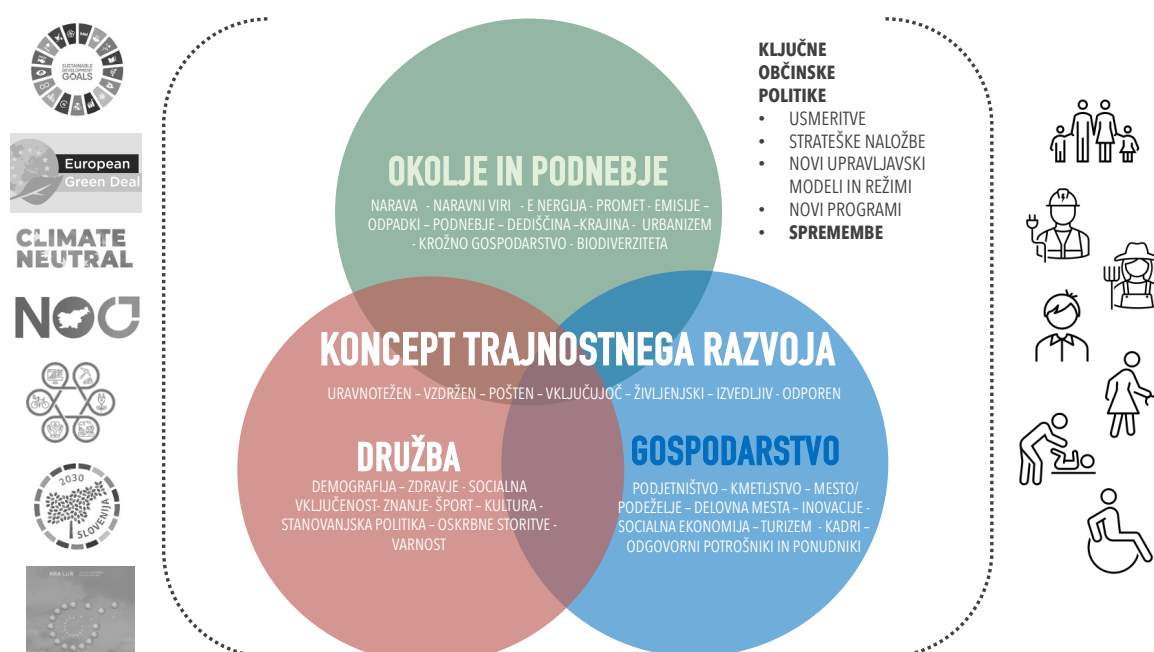 SUSTAINABLE
DEVELOPMENT
GOALS
European
Green Deal
CLIMATE
NEUTRAL
2030
SLOVENIJA
KLJUČNE
OBČINSKE
POLITIKE
• USMERITVE
• STRATEŠKE NALOŽBE
• NOVI UPRAVLJAVSKI
MODELI IN REŽIMI
• NOVI PROGRAMI
• SPREMEMBE
OKOLJE IN PODNEBJE
NARAVA - NARAVNI VIRI - E NERGIJA - PROMET - EMISIJE –
ODPADKI – PODNEBJE – DEDIŠČINA –KRAJINA - URBANIZEM
- KROŽNO GOSPODARSTVO - BIODIVERZITETA
KONCEPT TRAJNOSTNEGA RAZVOJA
URAVNOTEŽEN – VZDRŽEN – POŠTEN – VKLJUČUJOČ – ŽIVLJENJSKI – IZVEDLJIV - ODPOREN
DRUŽBA
DEMOGRAFIJA – ZDRAVJE - SOCIALNA
VKLJUČENOST- ZNANJE- ŠPORT – KULTURA -
STANOVANJSKA POLITIKA – OSKRBNE STORITVE -
VARNOST
GOSPODARSTVO
PODJETNIŠTVO – KMETIJSTVO – MESTO/
PODEŽELJE – DELOVNA MESTA – INOVACIJE -
SOCIALNA EKONOMIJA – TURIZEM - KADRI –
ODGOVORNI POTROŠNIKI IN PONUDNIKI